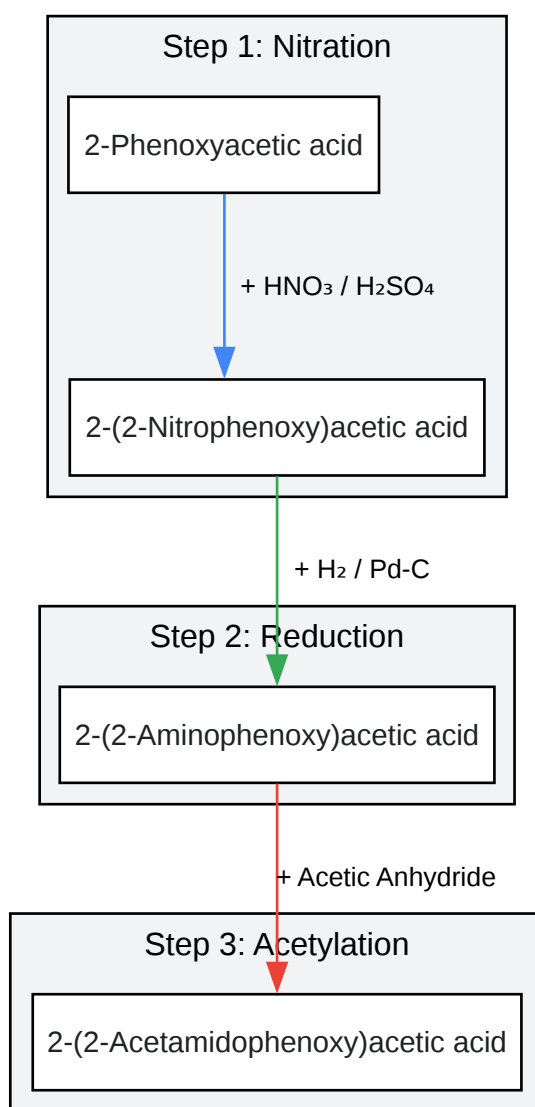 Step 1: Nitration
2-Phenoxyacetic acid
+ HNO₃ / H₂SO₄
2-(2-Nitrophenoxy)acetic acid
+ H₂ / Pd-C
Step 2: Reduction
2-(2-Aminophenoxy)acetic acid
+ Acetic Anhydride
Step 3: Acetylation
2-(2-Acetamidophenoxy)acetic acid